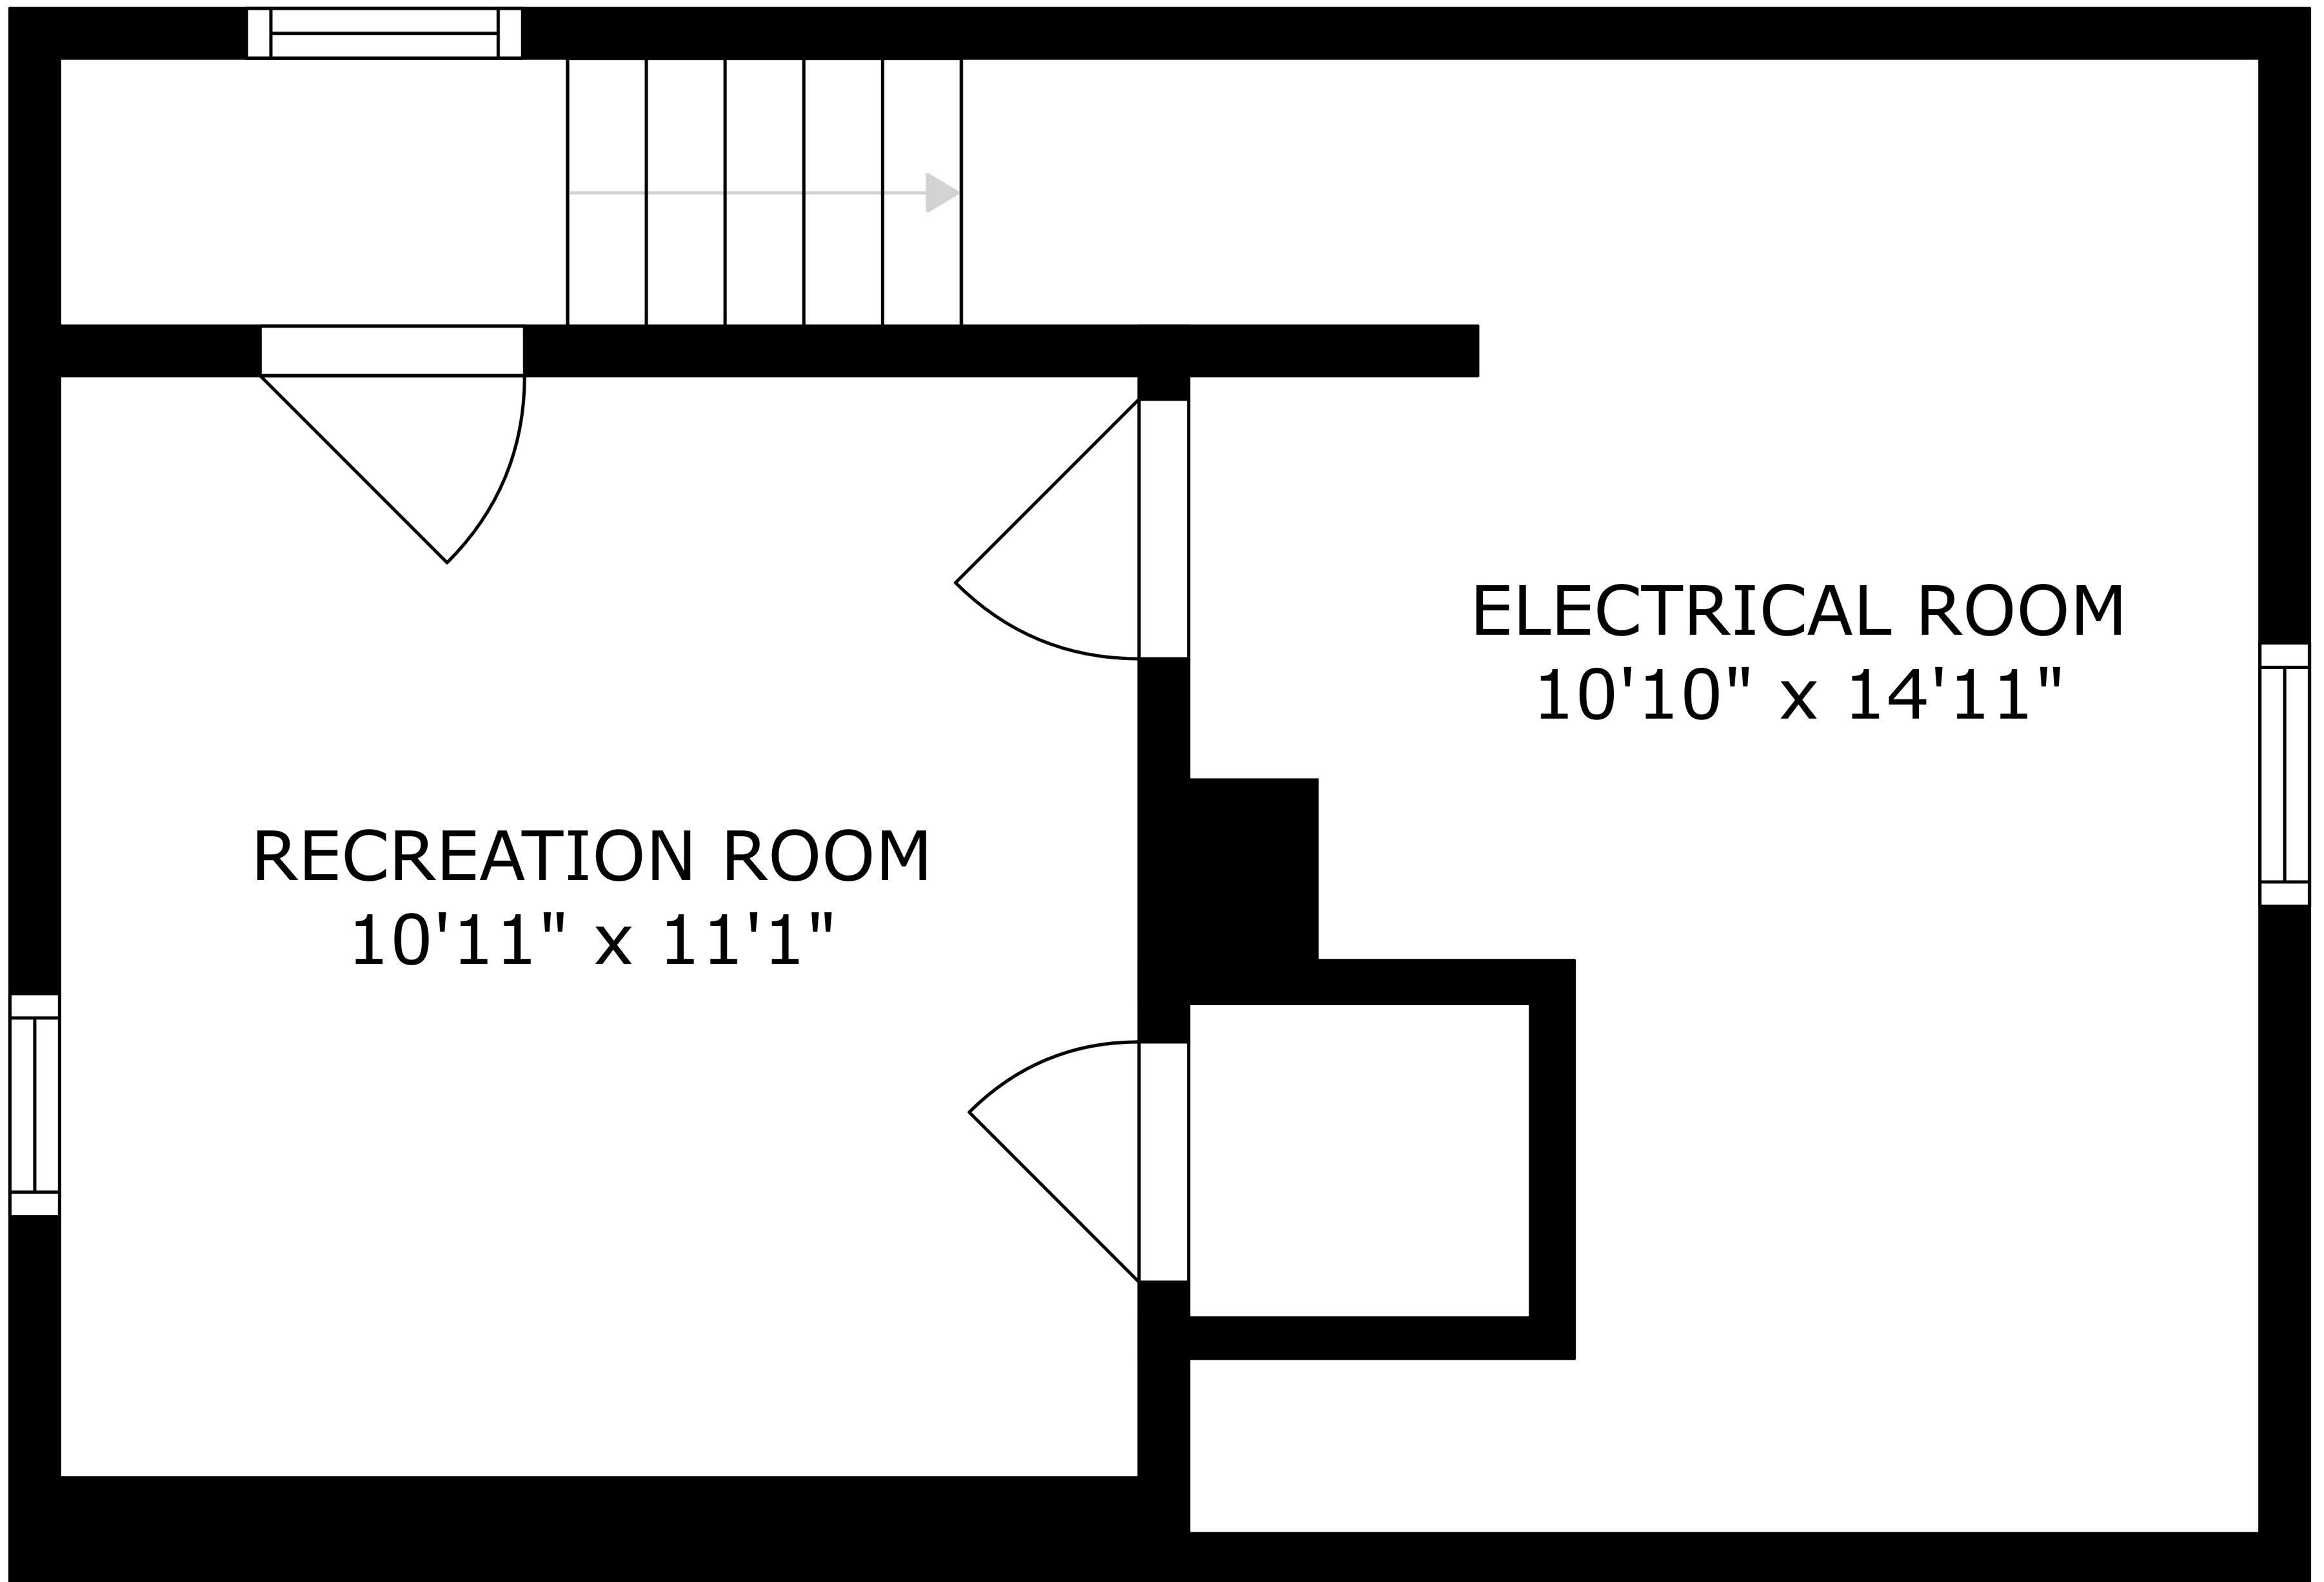 ELECTRICAL ROOM
10'10" x 14'11"
RECREATION ROOM
10'11" x 11'1"